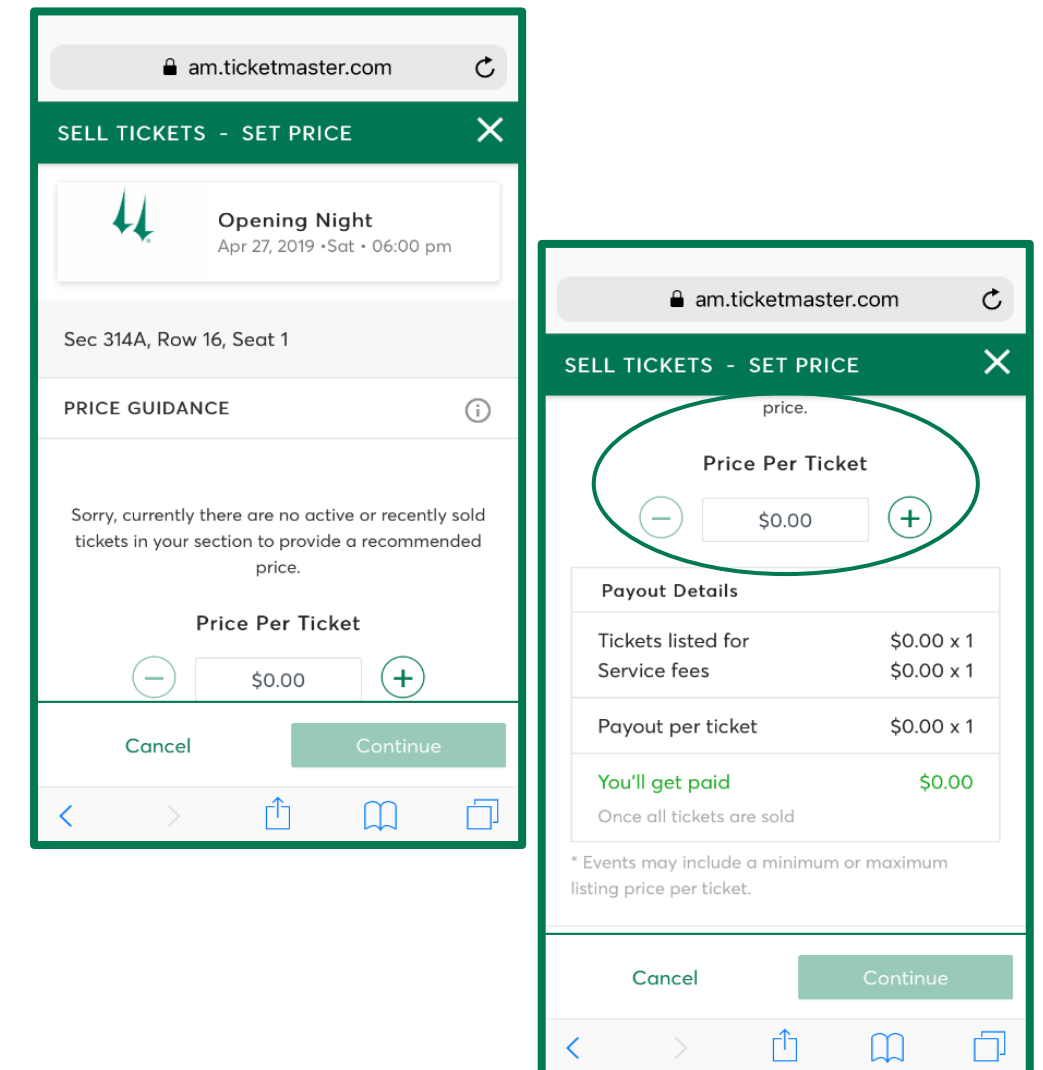 am.ticketmaster.com
SELL TICKETS - SET PRICE
Opening Night
Apr 27, 2019 •Sat • 06:00 pm
Sec 314A, Row 16, Seat 1
PRICE GUIDANCE
Sorry, currently there are no active or recently sold
tickets in your section to provide a recommended
price.
Price Per Ticket
$0.00
Cancel Continue
am.ticketmaster.com
SELL TICKETS - SET PRICE
price.
Price Per Ticket
$0.00
Payout Details
Tickets listed for $0.00 x 1
Service fees $0.00 x 1
Payout per ticket $0.00 x 1
You'll get paid $0.00
Once all tickets are sold
* Events may include a minimum or maximum
listing price per ticket.
Cancel Continue